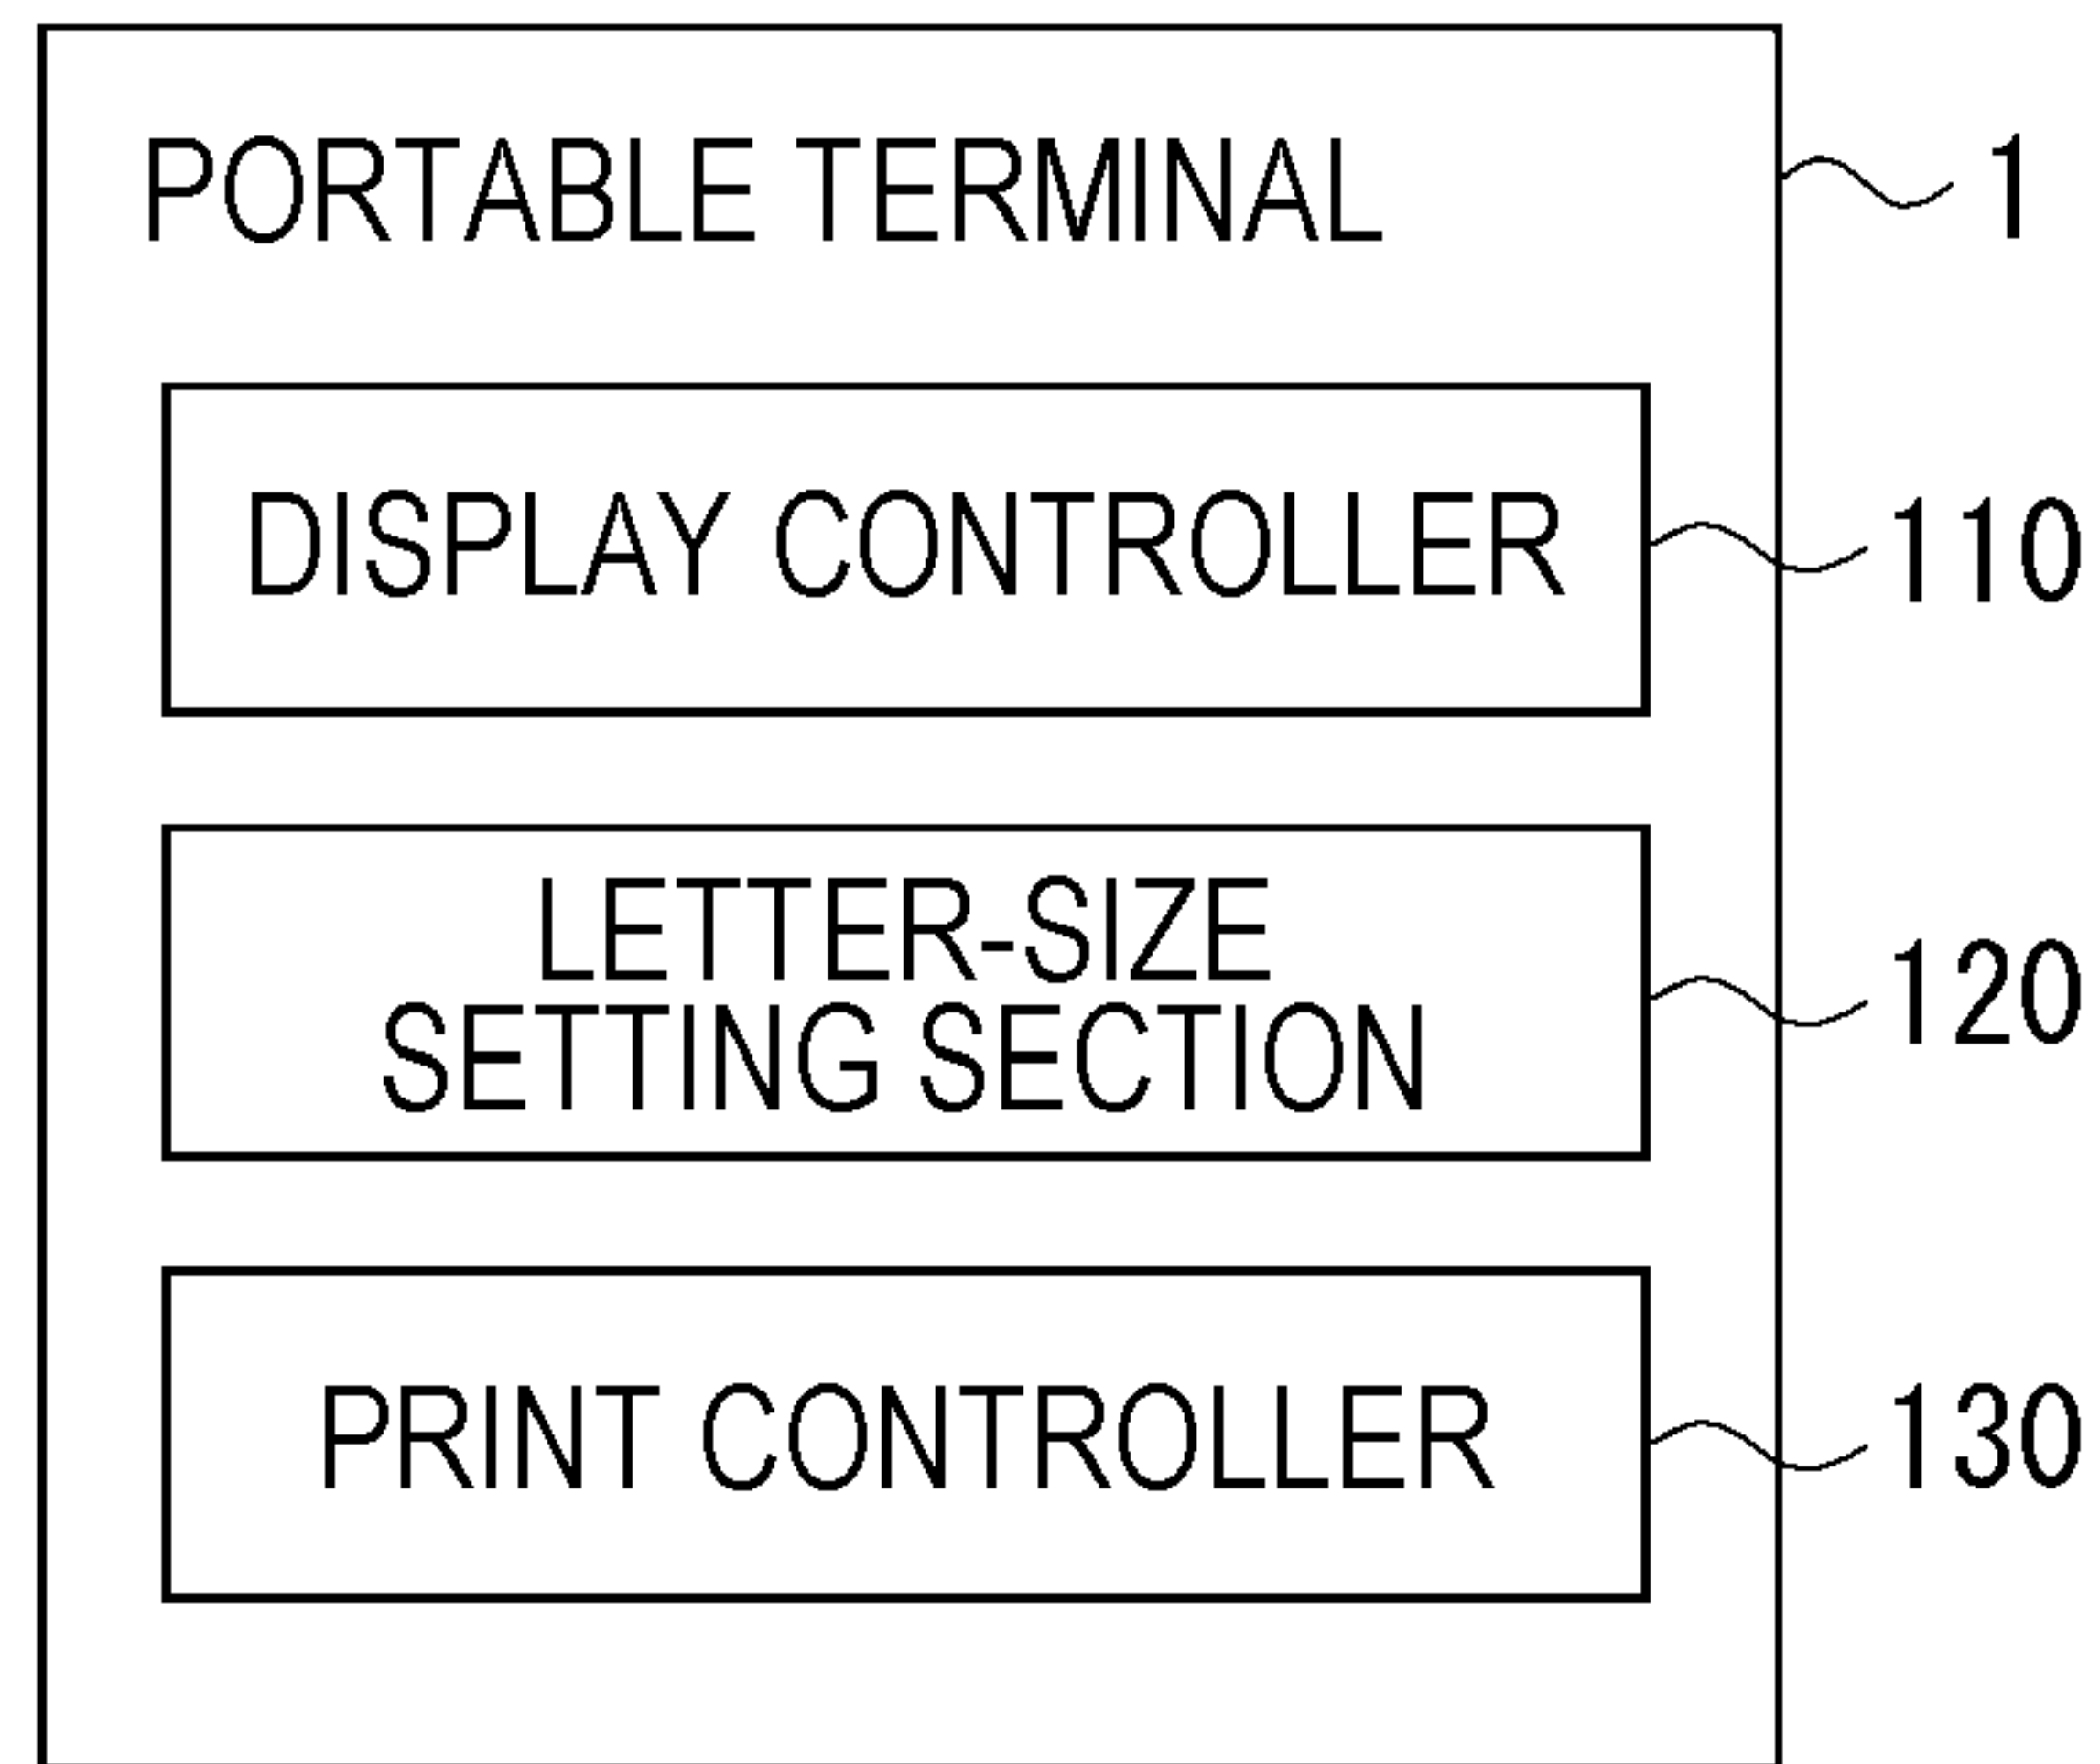 PORTABLE TERMINAL 1
DISPLAY CONTROLLER 110
LETTER-SIZE
SETTING SECTION 120
PRINT CONTROLLER 130